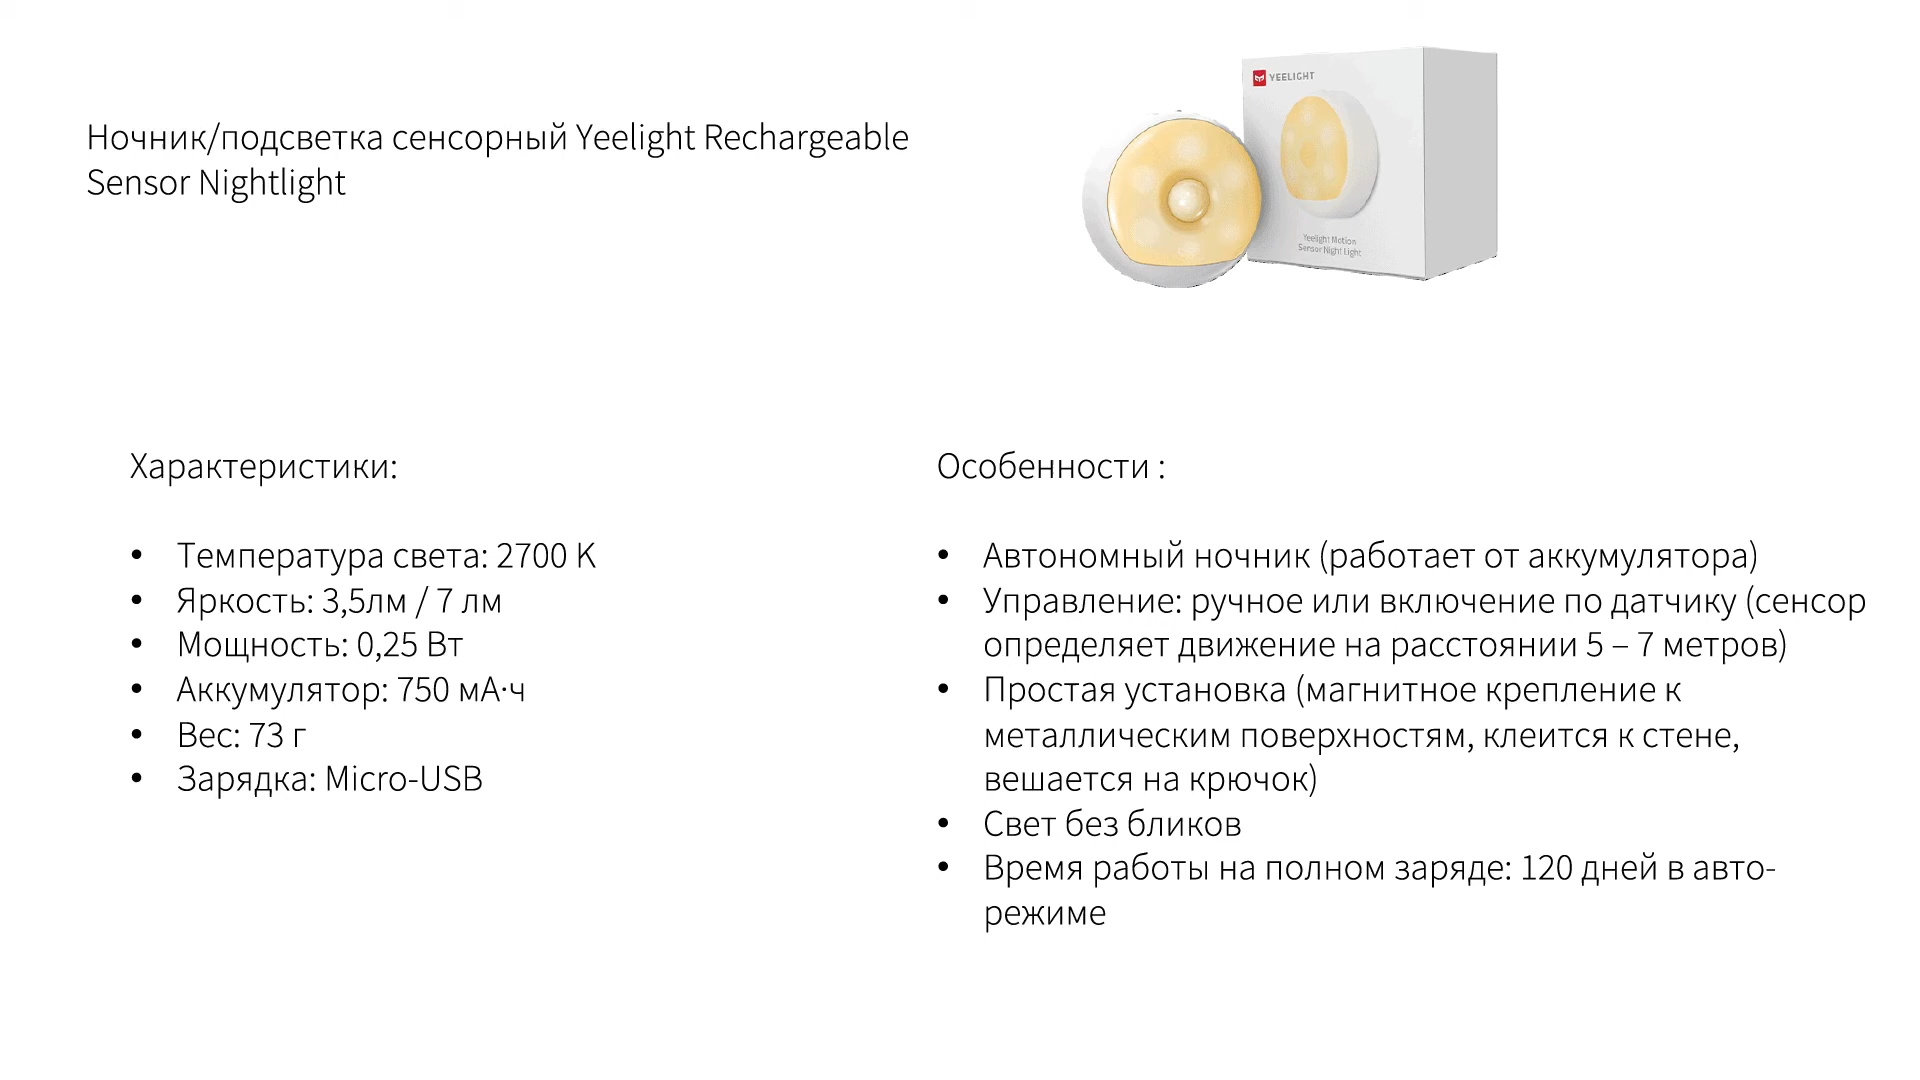 Ночник/подсветка сенсорный Yeelight Rechargeable
Sensor Nightlight
YEELIGHT
Yeelight Motion
Sensor Night Light
Характеристики:
• Температура света: 2700 K
• Яркость: 3,5лм / 7 лм
• Мощность: 0,25 Вт
• Аккумулятор: 750 мА·ч
• Вес: 73 г
• Зарядка: Micro-USB
Особенности :
• Автономный ночник (работает от аккумулятора)
• Управление: ручное или включение по датчику (сенсор
определяет движение на расстоянии 5 – 7 метров)
• Простая установка (магнитное крепление к
металлическим поверхностям, клеится к стене,
вешается на крючок)
• Свет без бликов
• Время работы на полном заряде: 120 дней в авто-
режиме